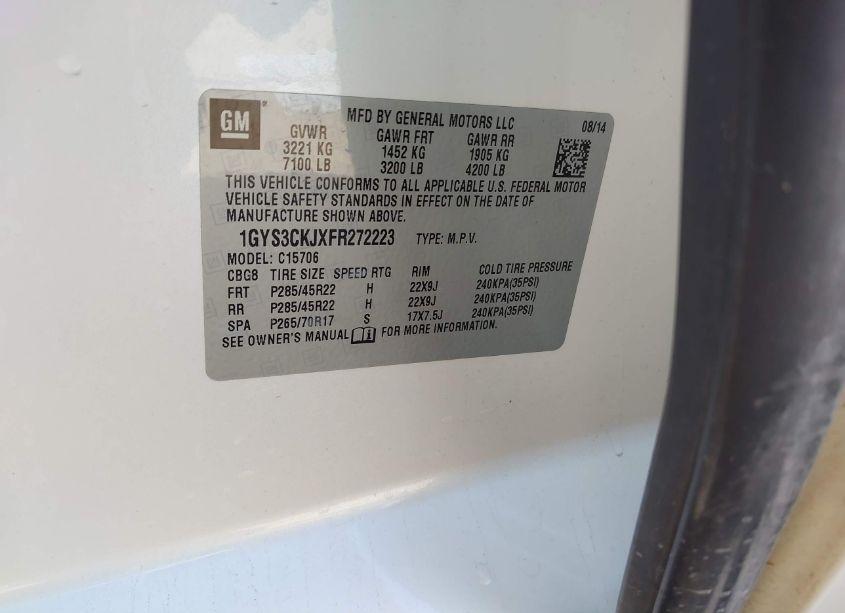 GM
MFD BY GENERAL MOTORS LLC 08/14
GVWR GAWR FRT GAWR RR
3221 KG 1452 KG 1905 KG
7100 LB 3200 LB 4200 LB
THIS VEHICLE CONFORMS TO ALL APPLICABLE U.S. FEDERAL MOTOR
VEHICLE SAFETY STANDARDS IN EFFECT ON THE DATE OF
MANUFACTURE SHOWN ABOVE.
1GYS3CKJXFR272223 TYPE: M.P.V.
MODEL: C15706
CBG8 TIRE SIZE SPEED RTG RIM COLD TIRE PRESSURE
FRT P285/45R22 H 22X9J 240KPA(35PSI)
RR P285/45R22 H 22X9J 240KPA(35PSI)
SPA P265/70R17 S 17X7.5J 240KPA(35PSI)
SEE OWNER'S MANUAL FOR MORE INFORMATION.